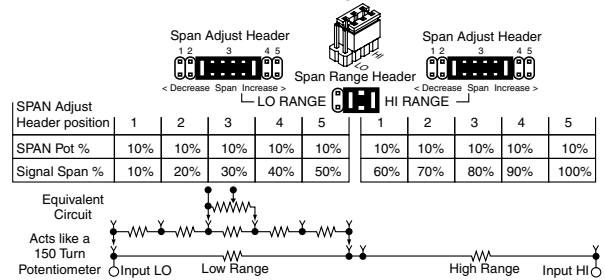 Span Adjust Header
1 2 3 4 5
< Decrease Span Increase >
LO HI
Span Range Header
Span Adjust Header
1 2 3 4 5
< Decrease Span Increase >
LO RANGE HI RANGE
SPAN Adjust
Header position 1 2 3 4 5 1 2 3 4 5
SPAN Pot % 10% 10% 10% 10% 10% 10% 10% 10% 10% 10%
Signal Span % 10% 20% 30% 40% 50% 60% 70% 80% 90% 100%
Equivalent
Circuit
Acts like a
150 Turn
Potentiometer Input LO Low Range High Range Input HI